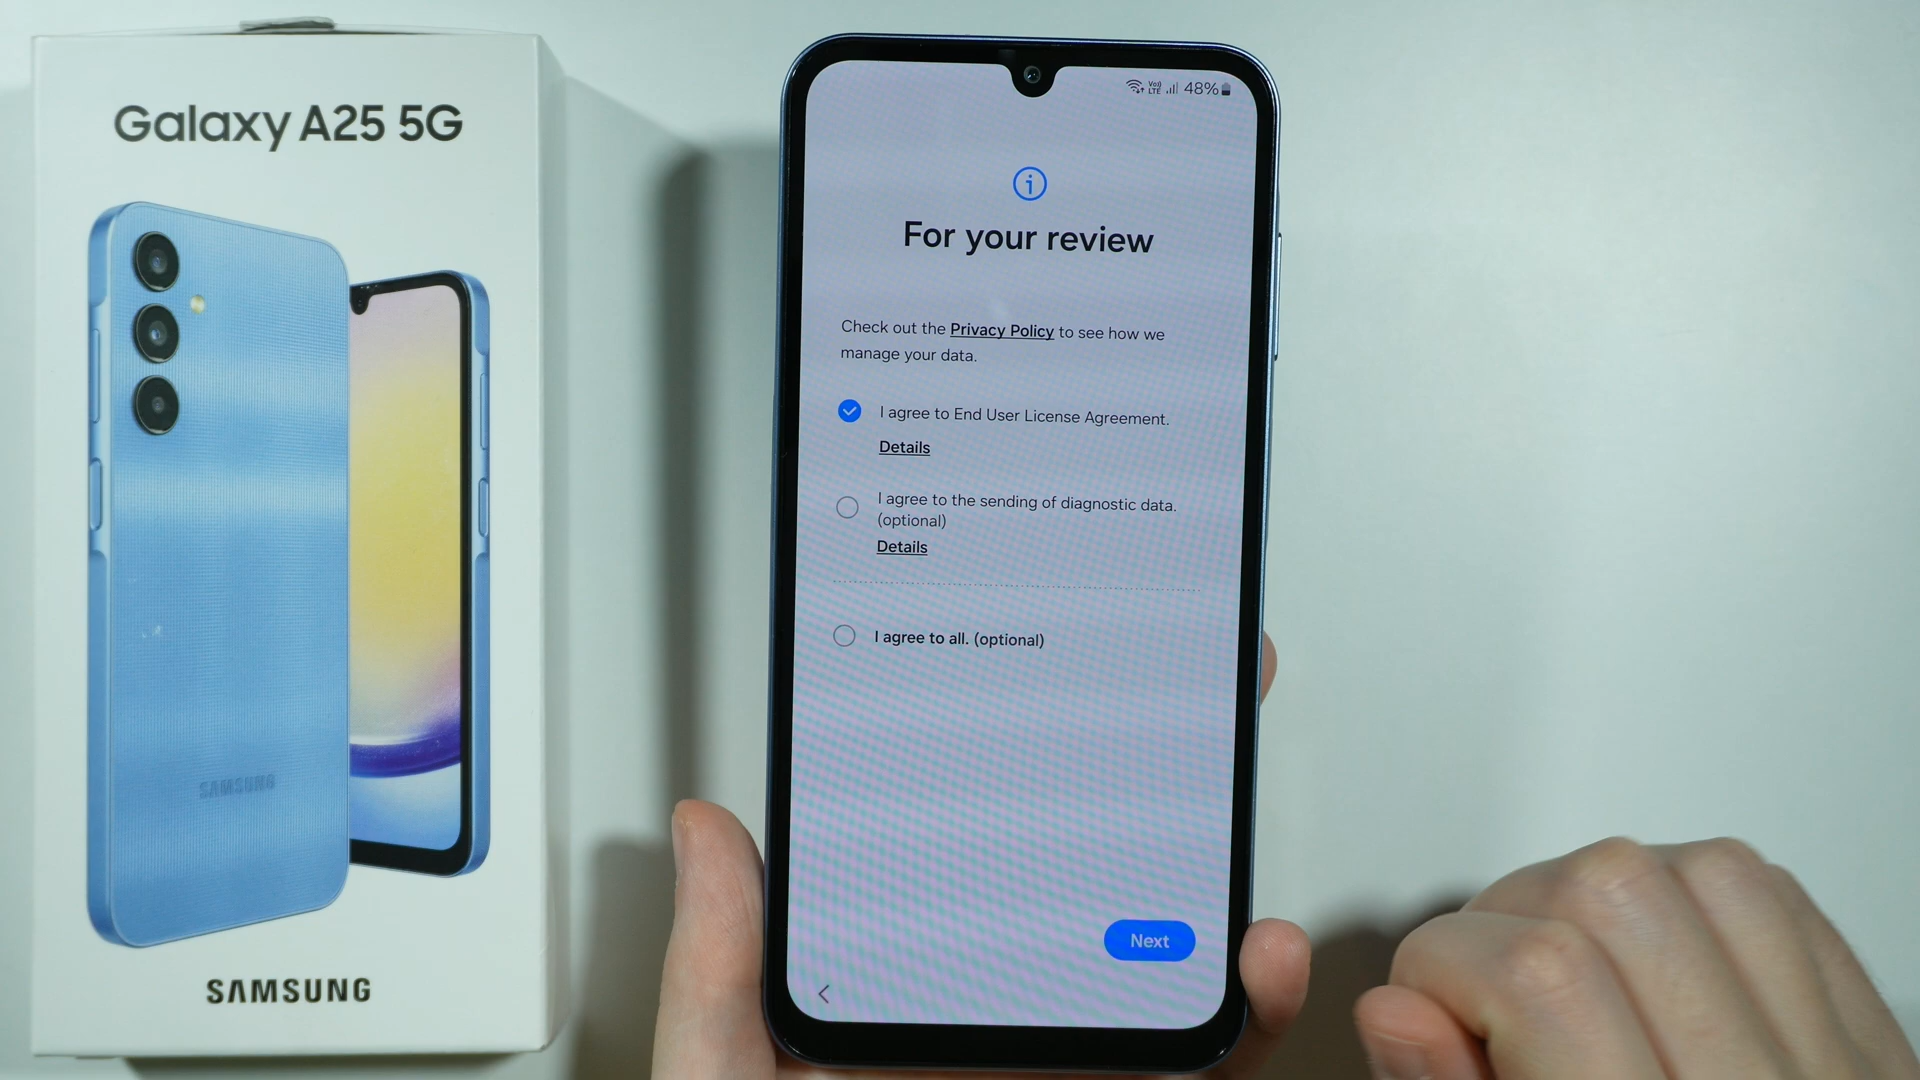 Galaxy A25 5G
SAMSUNG
SAMSUNG
Vo)) LTE 48%
For your review
Check out the Privacy Policy to see how we
manage your data.
I agree to End User License Agreement.
Details
I agree to the sending of diagnostic data.
(optional)
Details
I agree to all. (optional)
Next